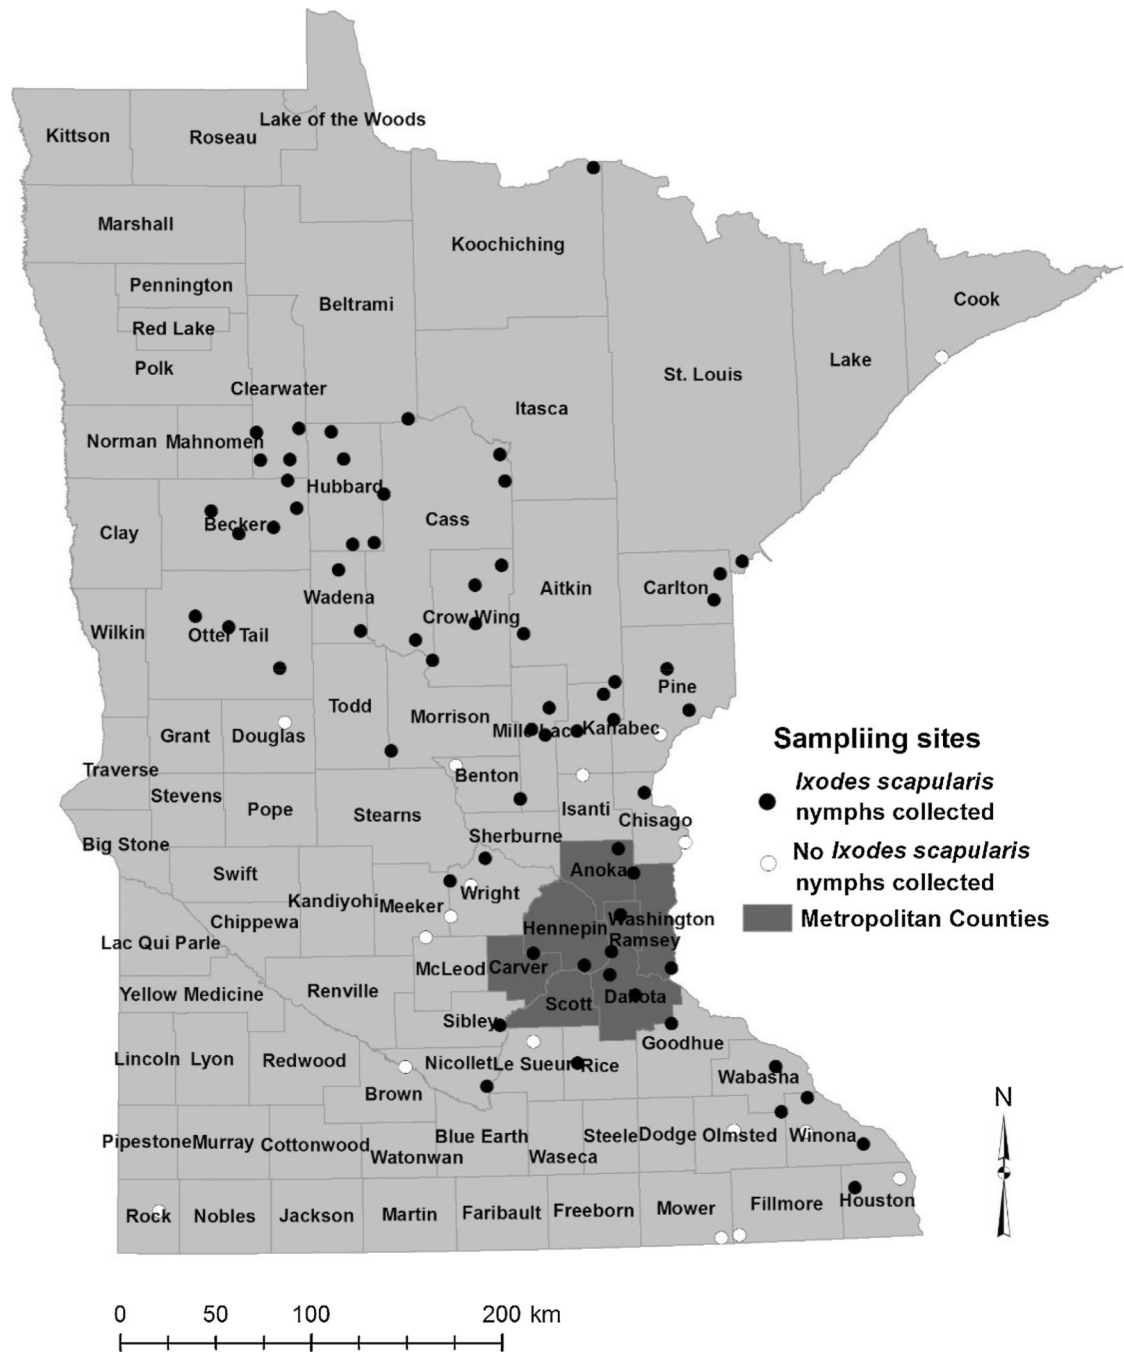 Lake of the Woods
Kittson
Roseau
Marshall
Koochiching
Pennington
Beltrami
Cook
Red Lake
Polk
Lake
St. Louis
Clearwater
Itasca
Norman
Mahnomen
Hubbard
Cass
Becker
Clay
Aitkin
Carlton
Wadena
Crow Wing
Wilkin
Otter Tail
Pine
Todd
Morrison
Mille Lacs
Kanabec
Grant
Douglas
Sampliing sites
Traverse
Benton
Ixodes scapularis
nymphs collected
Stevens
Pope
Stearns
Isanti
Chisago
Sherburne
Big Stone
No Ixodes scapularis
nymphs collected
Swift
Anoka
Kandiyohi
Meeker
Wright
Chippewa
Hennepin
Washington
Metropolitan Counties
Lac Qui Parle
Ramsey
McLeod
Carver
Yellow Medicine
Renville
Scott
Dakota
Sibley
Goodhue
Lincoln
Lyon
Redwood
Nicollet
Le Sueur
Rice
Wabasha
Brown
N
Pipestone
Murray
Cottonwood
Watonwan
Blue Earth
Waseca
Steele
Dodge
Olmsted
Winona
Rock
Nobles
Jackson
Martin
Faribault
Freeborn
Mower
Fillmore
Houston
0 50 100 200 km